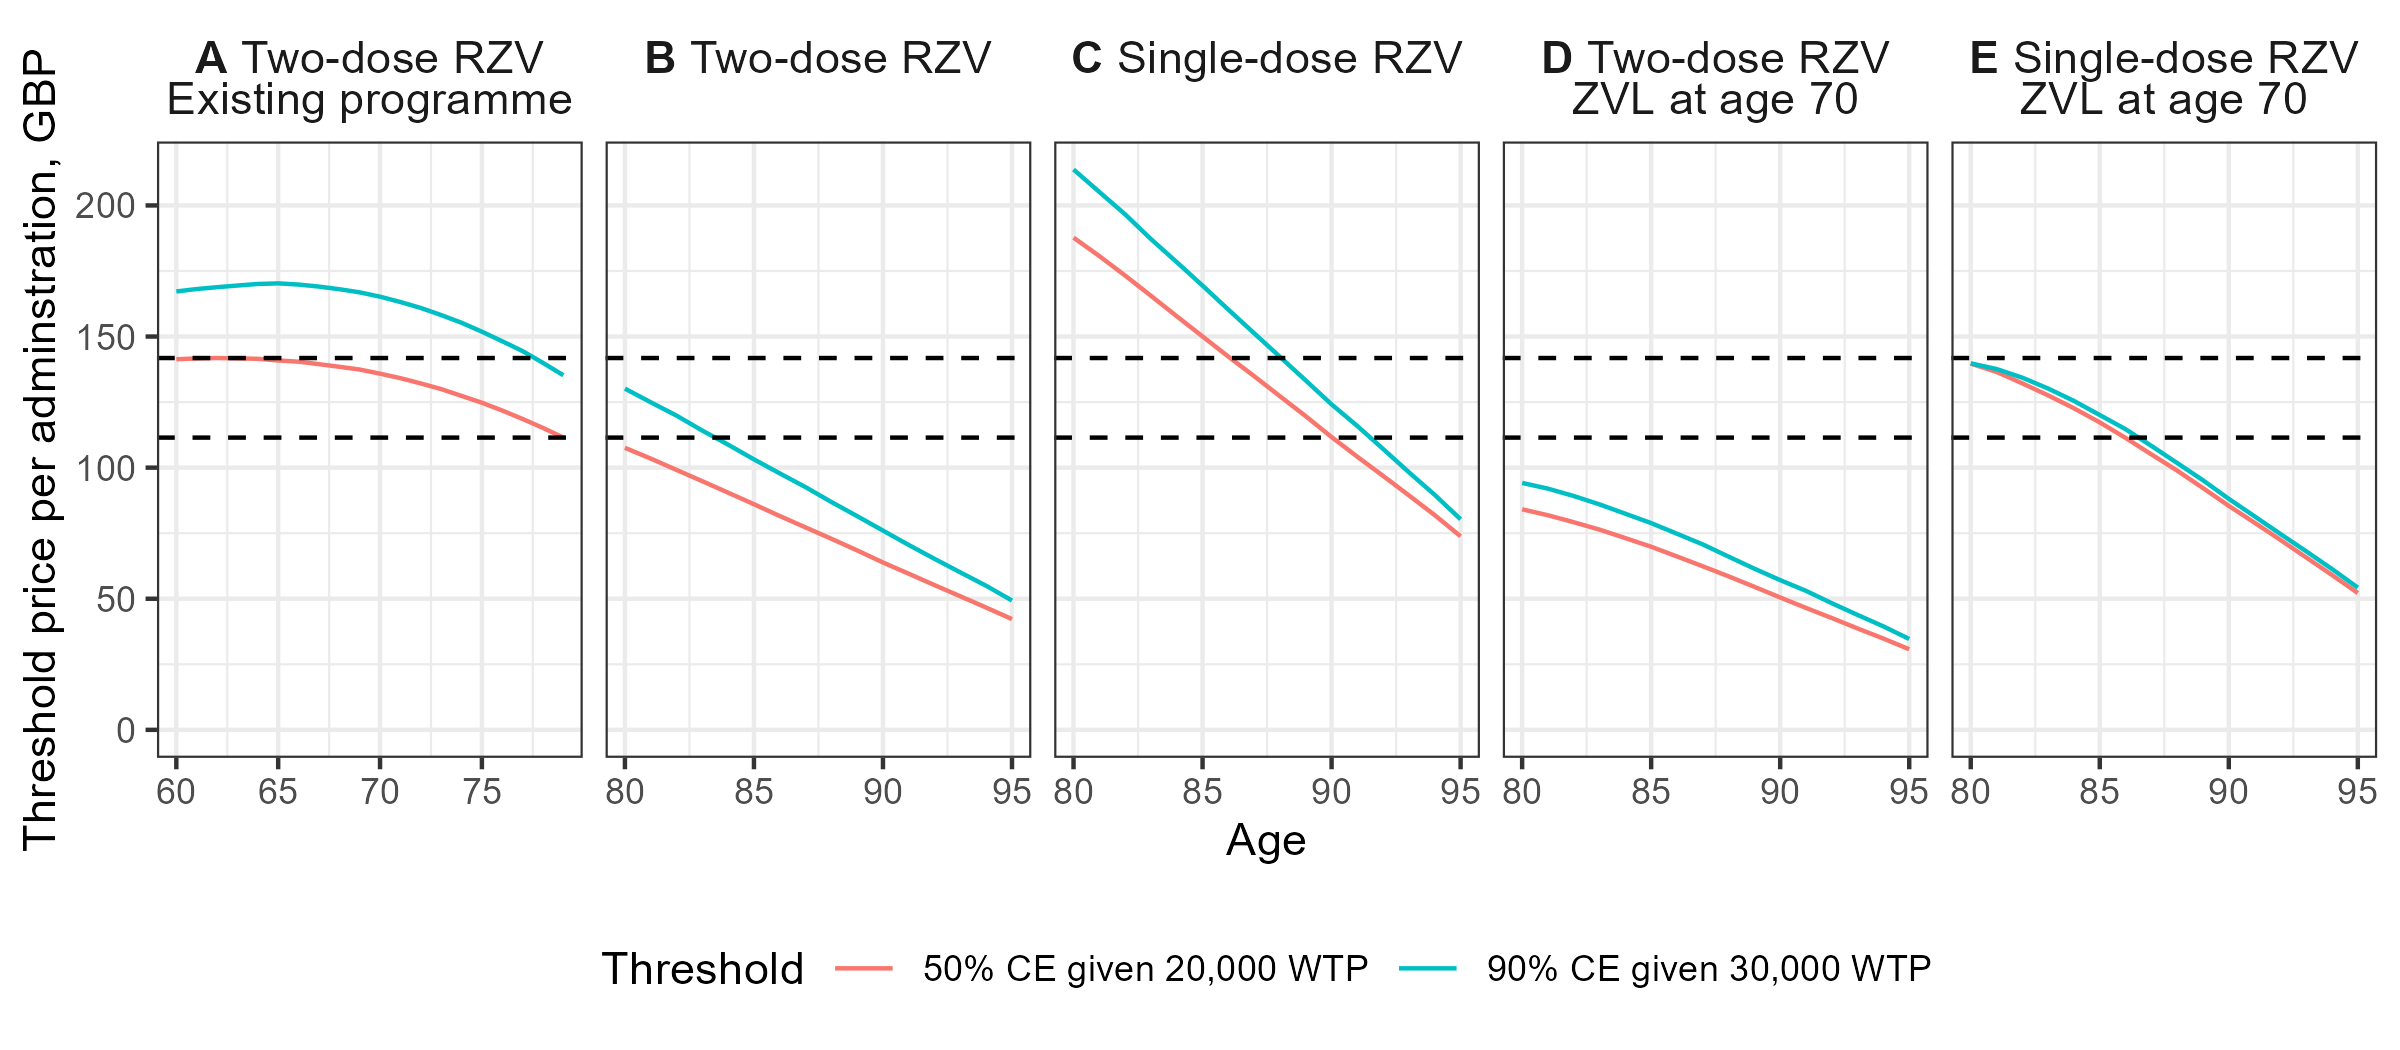 A Two-dose RZV
Existing programme
B Two-dose RZV
C Single-dose RZV
D Two-dose RZV
ZVL at age 70
E Single-dose RZV
ZVL at age 70
Threshold price per adminstration, GBP
200
150
100
50
0
60 65 70 75
80 85 90 95
80 85 90 95
80 85 90 95
80 85 90 95
Age
Threshold 50% CE given 20,000 WTP 90% CE given 30,000 WTP